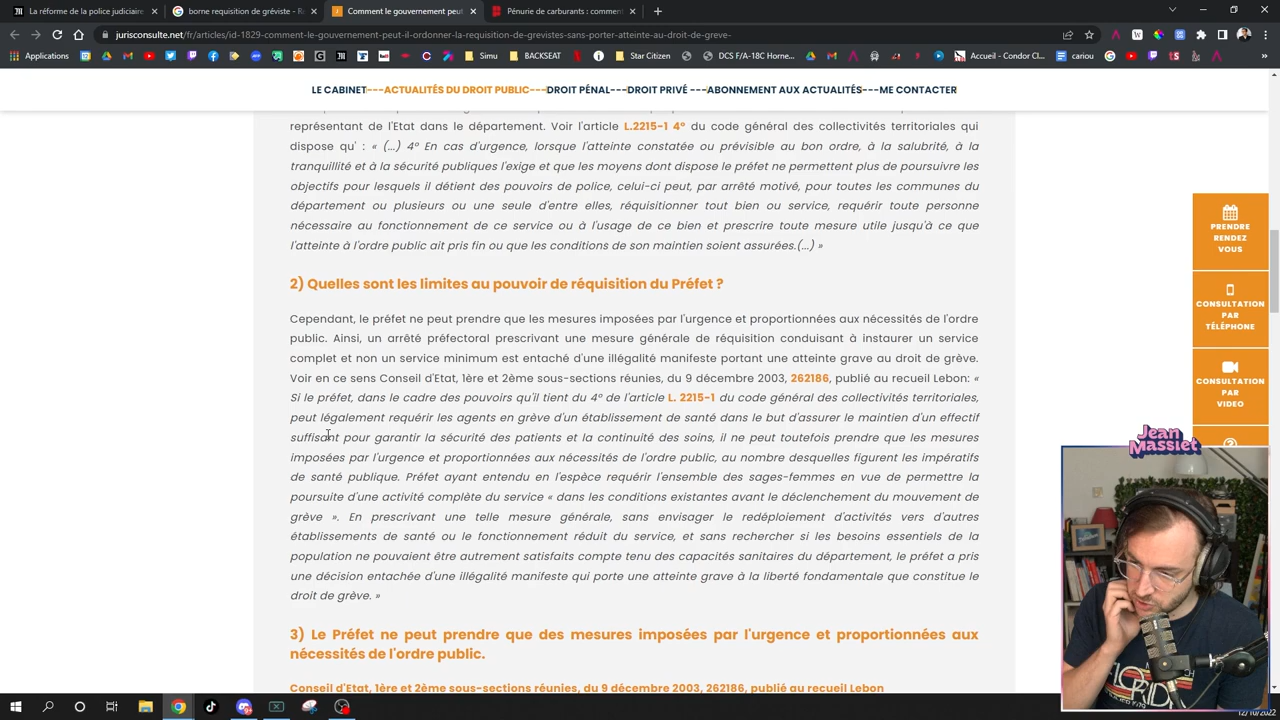 La réforme de la police judiciaire
borne requisition de gréviste - Re
Comment le gouvernement peut
Pénurie de carburants : comment
jurisconsulte.net/fr/articles/id-1829-comment-le-gouvernement-peut-il-ordonner-la-requisition-de-grevistes-sans-porter-atteinte-au-droit-de-greve-
Applications
Simu
BACKSEAT
Star Citizen
DCS F/A-18C Horne...
Accueil - Condor Cl...
cariou
LE CABINET---ACTUALITÉS DU DROIT PUBLIC---DROIT PÉNAL---DROIT PRIVÉ ---ABONNEMENT AUX ACTUALITÉS---ME CONTACTER
représentant de l'Etat dans le département. Voir l'article L.2215-1 4° du code général des collectivités territoriales qui
dispose qu' : « (...) 4° En cas d'urgence, lorsque l'atteinte constatée ou prévisible au bon ordre, à la salubrité, à la
tranquillité et à la sécurité publiques l'exige et que les moyens dont dispose le préfet ne permettent plus de poursuivre les
objectifs pour lesquels il détient des pouvoirs de police, celui-ci peut, par arrêté motivé, pour toutes les communes du
département ou plusieurs ou une seule d'entre elles, réquisitionner tout bien ou service, requérir toute personne
nécessaire au fonctionnement de ce service ou à l'usage de ce bien et prescrire toute mesure utile jusqu'à ce que
l'atteinte à l'ordre public ait pris fin ou que les conditions de son maintien soient assurées.(...) »
2) Quelles sont les limites au pouvoir de réquisition du Préfet ?
Cependant, le préfet ne peut prendre que les mesures imposées par l'urgence et proportionnées aux nécessités de l'ordre
public. Ainsi, un arrêté préfectoral prescrivant une mesure générale de réquisition conduisant à instaurer un service
complet et non un service minimum est entaché d'une illégalité manifeste portant une atteinte grave au droit de grève.
Voir en ce sens Conseil d'Etat, 1ère et 2ème sous-sections réunies, du 9 décembre 2003, 262186, publié au recueil Lebon: «
Si le préfet, dans le cadre des pouvoirs qu'il tient du 4° de l'article L. 2215-1 du code général des collectivités territoriales,
peut légalement requérir les agents en grève d'un établissement de santé dans le but d'assurer le maintien d'un effectif
suffisant pour garantir la sécurité des patients et la continuité des soins, il ne peut toutefois prendre que les mesures
imposées par l'urgence et proportionnées aux nécessités de l'ordre public, au nombre desquelles figurent les impératifs
de santé publique. Préfet ayant entendu en l'espèce requérir l'ensemble des sages-femmes en vue de permettre la
poursuite d'une activité complète du service « dans les conditions existantes avant le déclenchement du mouvement de
grève ». En prescrivant une telle mesure générale, sans envisager le redéploiement d'activités vers d'autres
établissements de santé ou le fonctionnement réduit du service, et sans rechercher si les besoins essentiels de la
population ne pouvaient être autrement satisfaits compte tenu des capacités sanitaires du département, le préfet a pris
une décision entachée d'une illégalité manifeste qui porte une atteinte grave à la liberté fondamentale que constitue le
droit de grève. »
3) Le Préfet ne peut prendre que des mesures imposées par l'urgence et proportionnées aux
nécessités de l'ordre public.
Conseil d'Etat, 1ère et 2ème sous-sections réunies, du 9 décembre 2003, 262186, publié au recueil Lebon
PRENDRE
RENDEZ
VOUS
CONSULTATION
PAR
TÉLÉPHONE
CONSULTATION
PAR
VIDEO
Jean
Massiet
12/10/2022